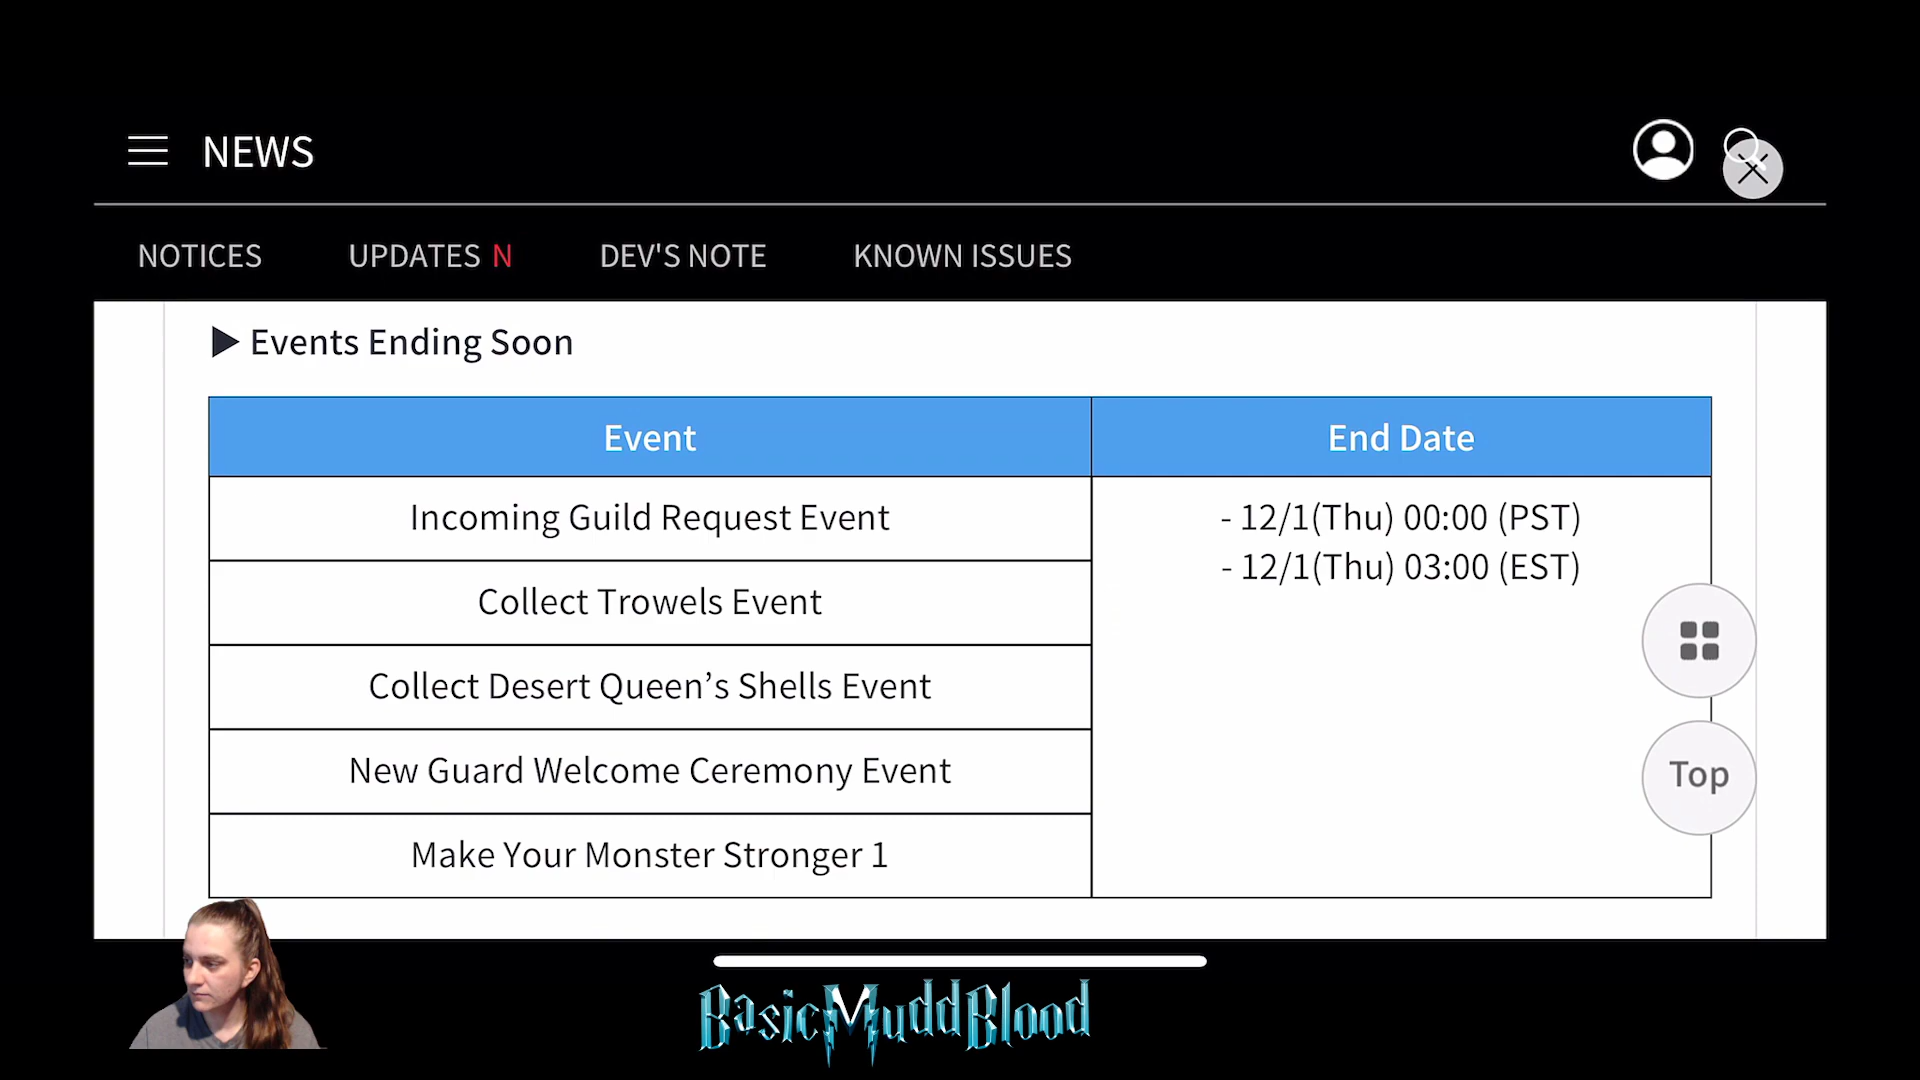 NEWS
NOTICES
UPDATES N
DEV'S NOTE
KNOWN ISSUES
▶ Events Ending Soon
Event
End Date
Incoming Guild Request Event
- 12/1(Thu) 00:00 (PST)
- 12/1(Thu) 03:00 (EST)
Collect Trowels Event
Collect Desert Queen’s Shells Event
New Guard Welcome Ceremony Event
Make Your Monster Stronger 1
Top
BasicMuddBlood